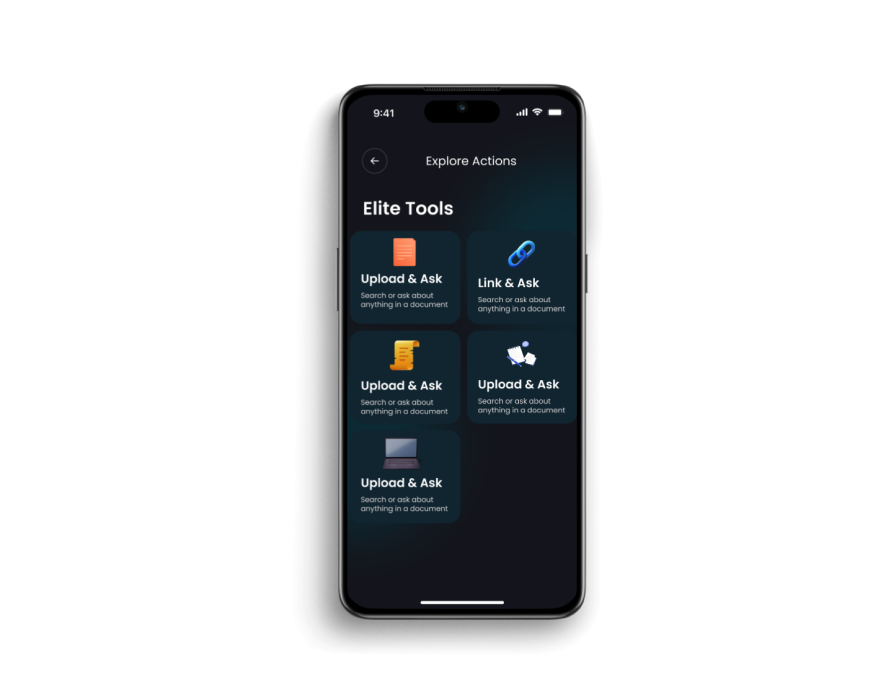 9:41
Explore Actions
Elite Tools
Upload & Ask
Search or ask about
anything in a document
Link & Ask
Search or ask about
anything in a document
Upload & Ask
Search or ask about
anything in a document
Upload & Ask
Search or ask about
anything in a document
Upload & Ask
Search or ask about
anything in a document